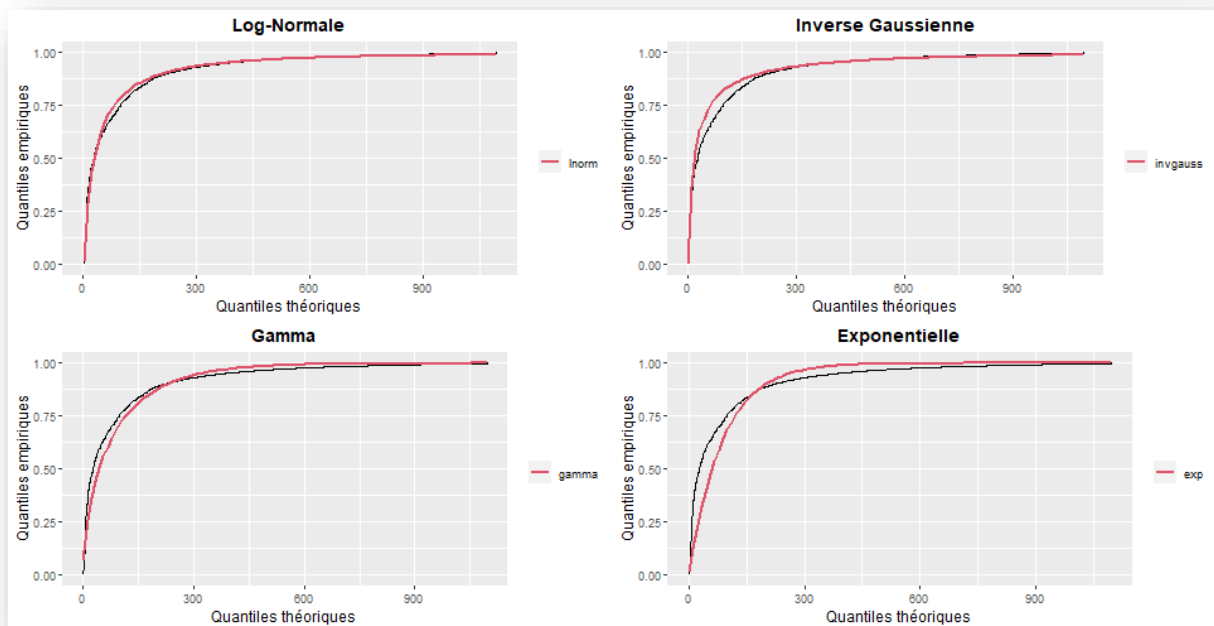 Log-Normale
Quantiles empiriques
1.00
0.75
0.50
0.25
0.00
0
300
600
900
Quantiles théoriques
lnorm
Inverse Gaussienne
Quantiles empiriques
1.00
0.75
0.50
0.25
0.00
0
300
600
900
Quantiles théoriques
invgauss
Gamma
Quantiles empiriques
1.00
0.75
0.50
0.25
0.00
0
300
600
900
Quantiles théoriques
gamma
Exponentielle
Quantiles empiriques
1.00
0.75
0.50
0.25
0.00
0
300
600
900
Quantiles théoriques
exp